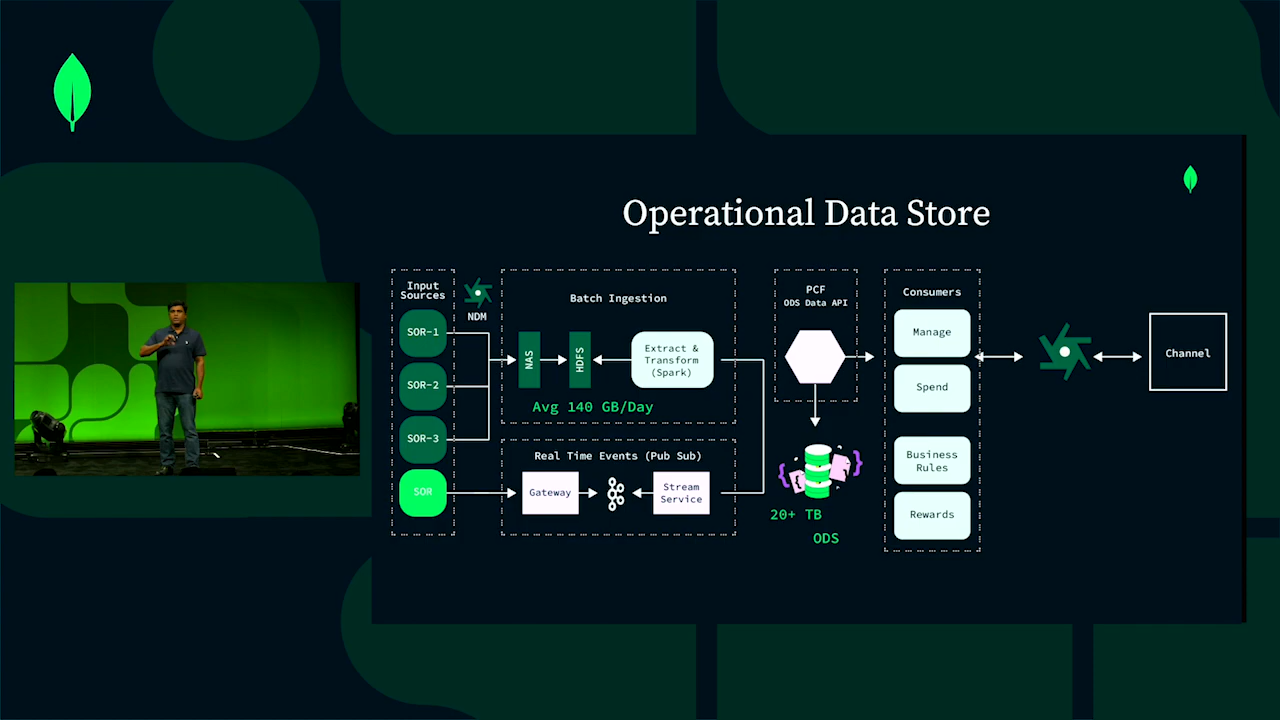 Operational Data Store
Input
Sources
SOR-1
SOR-2
SOR-3
SOR
NDM
Batch Ingestion
NAS
HDFS
Extract &
Transform
(Spark)
Avg 140 GB/Day
Real Time Events (Pub Sub)
Gateway
Stream
Service
PCF
ODS Data API
20+ TB
ODS
Consumers
Manage
Spend
Business
Rules
Rewards
Channel